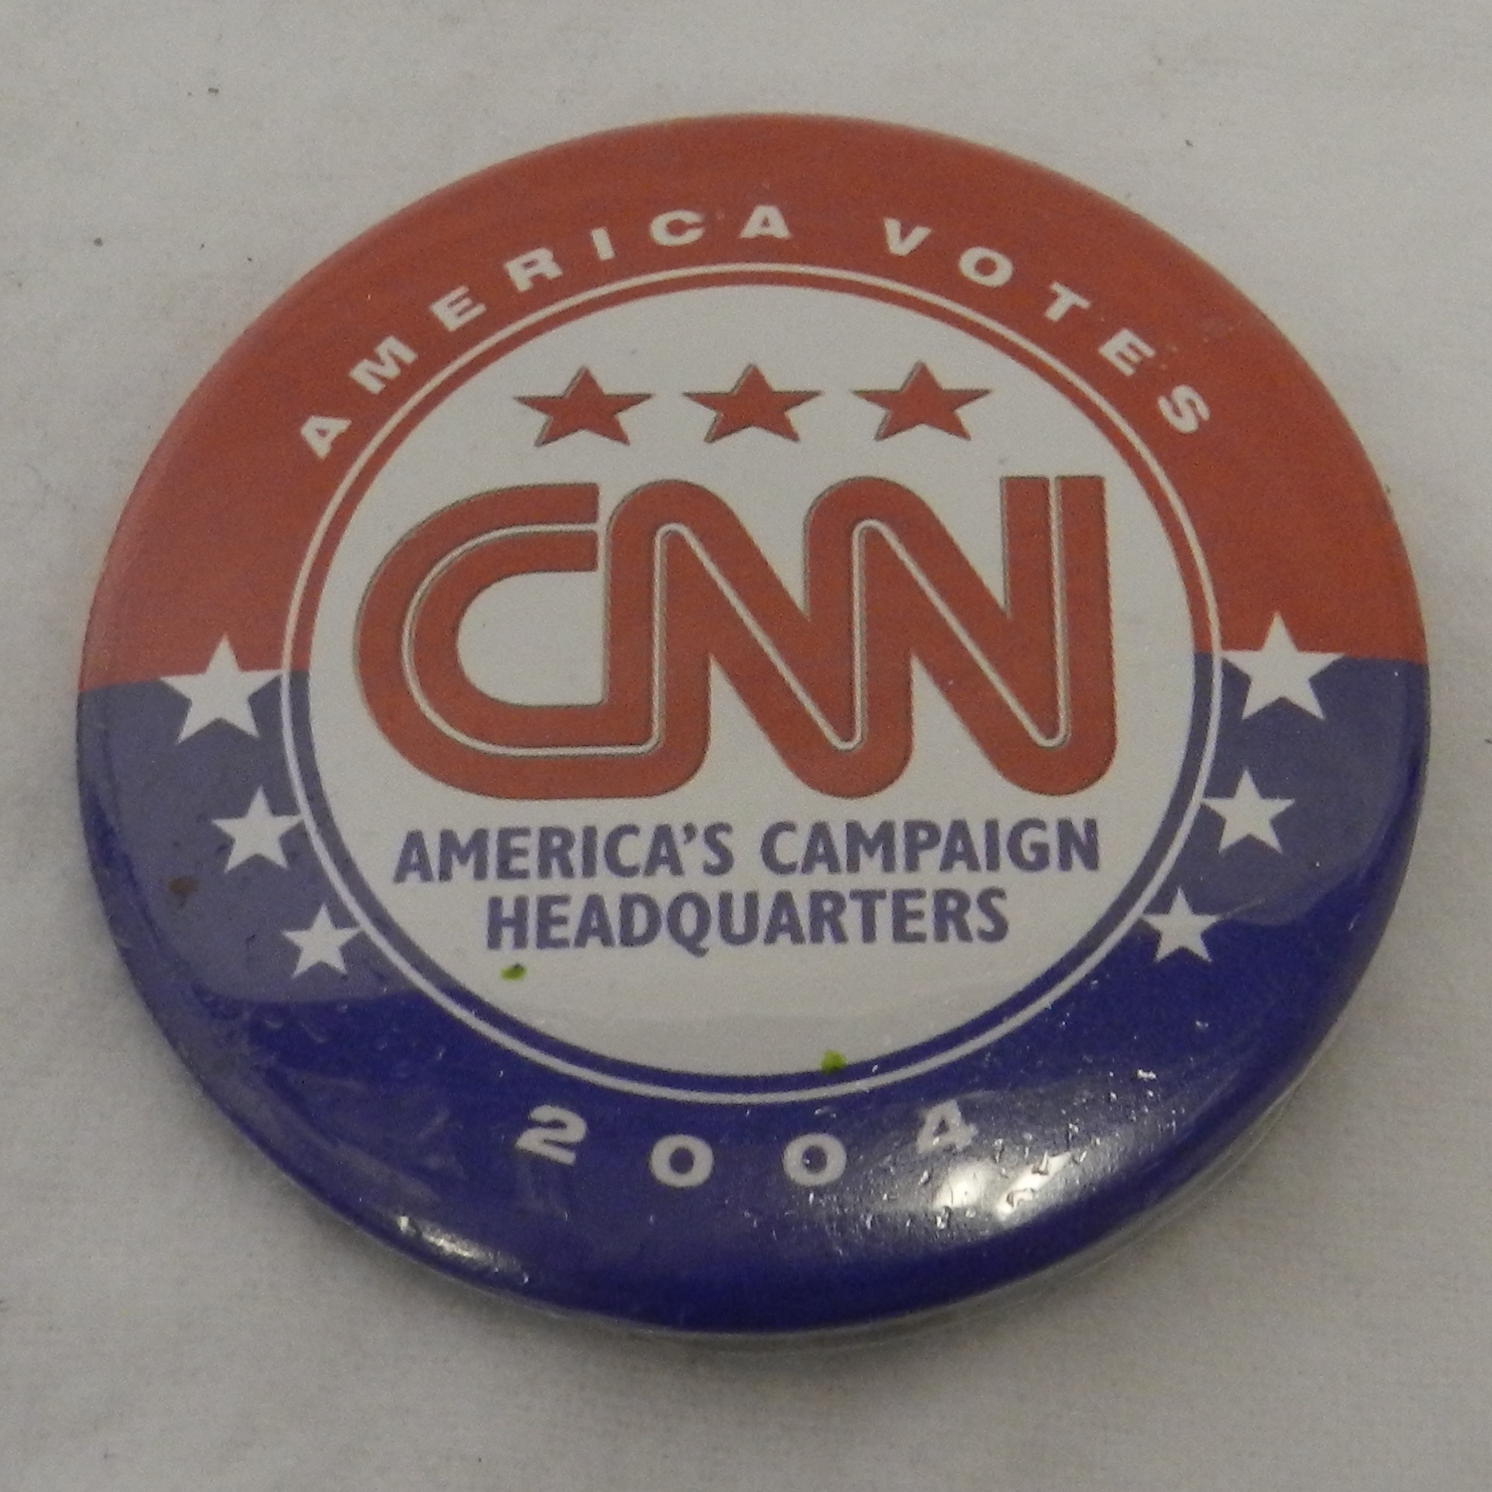 AMERICA VOTES
CNN
AMERICA'S CAMPAIGN
HEADQUARTERS
2004